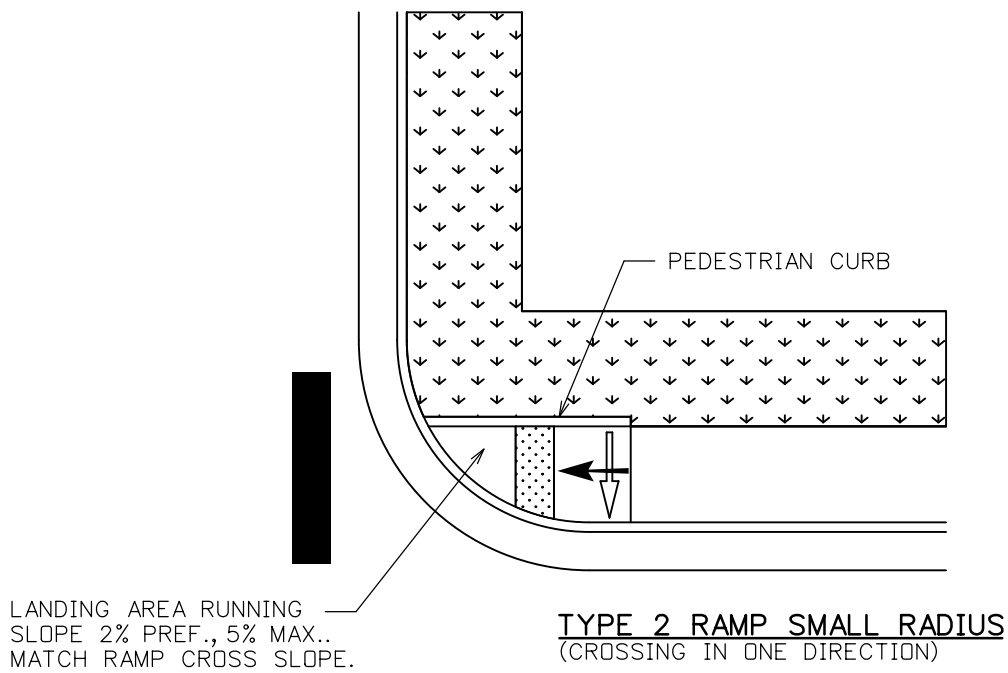 PEDESTRIAN CURB
LANDING AREA RUNNING
SLOPE 2% PREF., 5% MAX..
MATCH RAMP CROSS SLOPE.
TYPE 2 RAMP SMALL RADIUS
(CROSSING IN ONE DIRECTION)